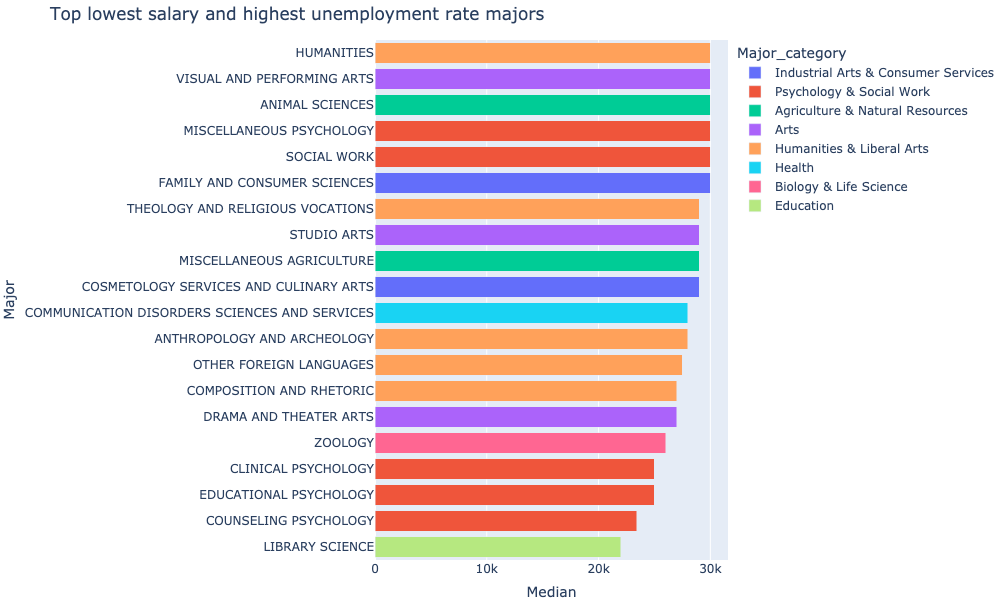 Top lowest salary and highest unemployment rate majors
Major
HUMANITIES
VISUAL AND PERFORMING ARTS
ANIMAL SCIENCES
MISCELLANEOUS PSYCHOLOGY
SOCIAL WORK
FAMILY AND CONSUMER SCIENCES
THEOLOGY AND RELIGIOUS VOCATIONS
STUDIO ARTS
MISCELLANEOUS AGRICULTURE
COSMETOLOGY SERVICES AND CULINARY ARTS
COMMUNICATION DISORDERS SCIENCES AND SERVICES
ANTHROPOLOGY AND ARCHEOLOGY
OTHER FOREIGN LANGUAGES
COMPOSITION AND RHETORIC
DRAMA AND THEATER ARTS
ZOOLOGY
CLINICAL PSYCHOLOGY
EDUCATIONAL PSYCHOLOGY
COUNSELING PSYCHOLOGY
LIBRARY SCIENCE
0 10k 20k 30k
Median
Major_category
Industrial Arts & Consumer Services
Psychology & Social Work
Agriculture & Natural Resources
Arts
Humanities & Liberal Arts
Health
Biology & Life Science
Education